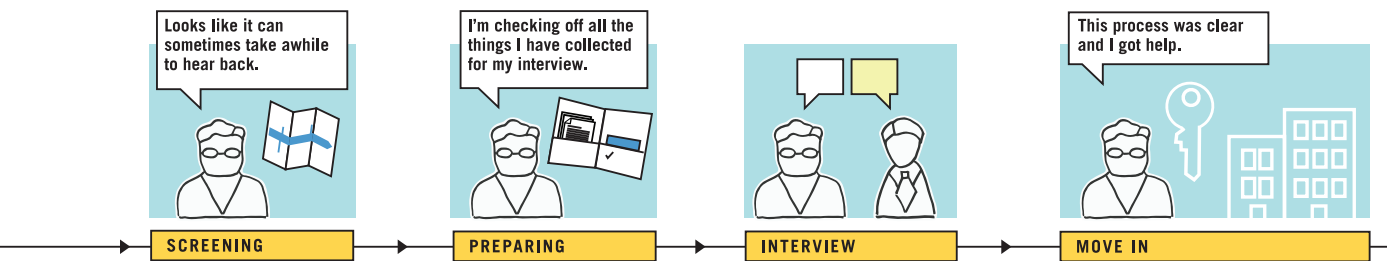 Looks like it can
sometimes take awhile
to hear back.
I'm checking off all the
things I have collected
for my interview.
This process was clear
and I got help.
SCREENING
PREPARING
INTERVIEW
MOVE IN